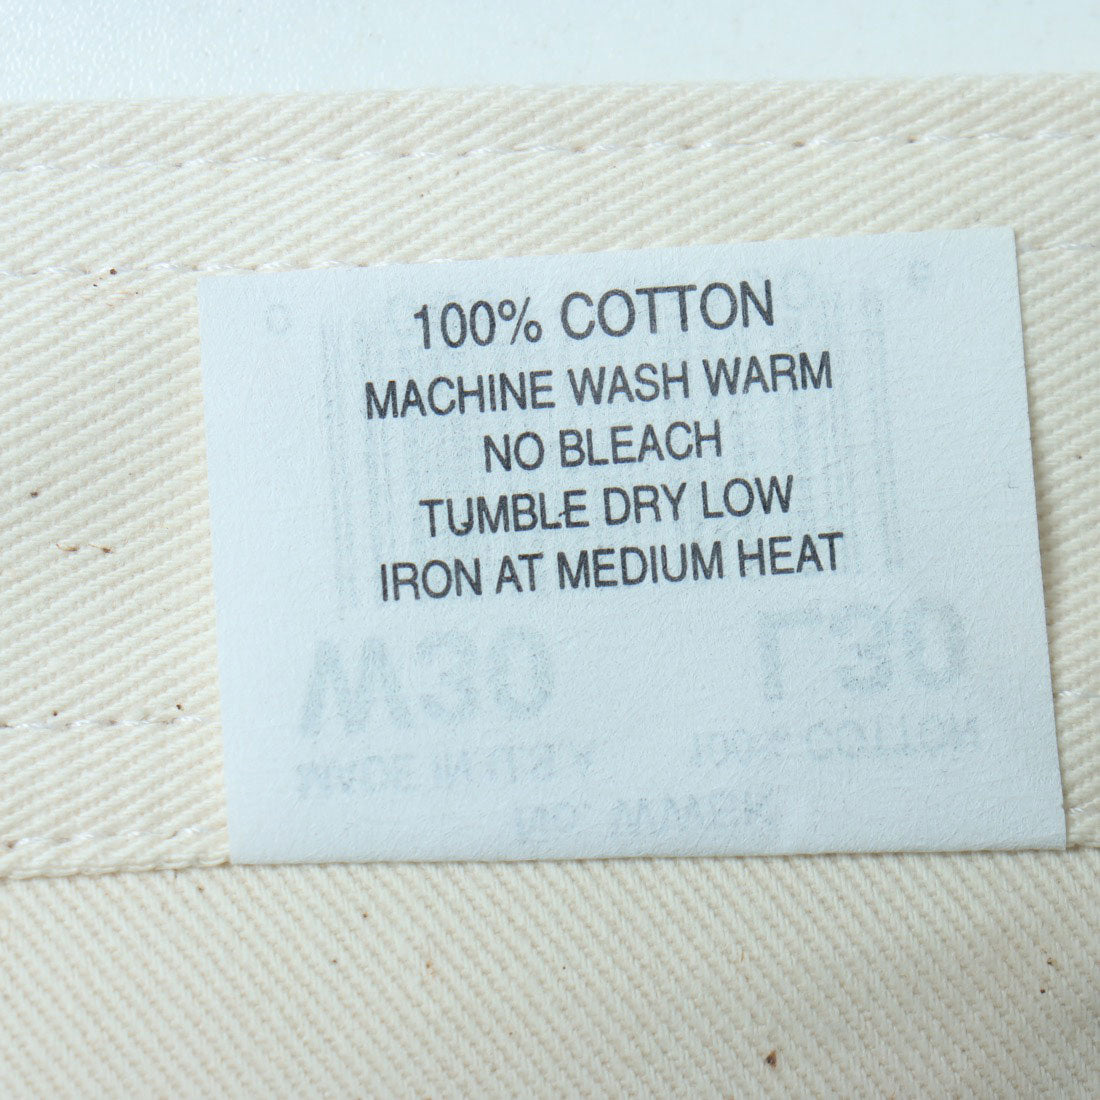 100% COTTON
MACHINE WASH WARM
NO BLEACH
TUMBLE DRY LOW
IRON AT MEDIUM HEAT